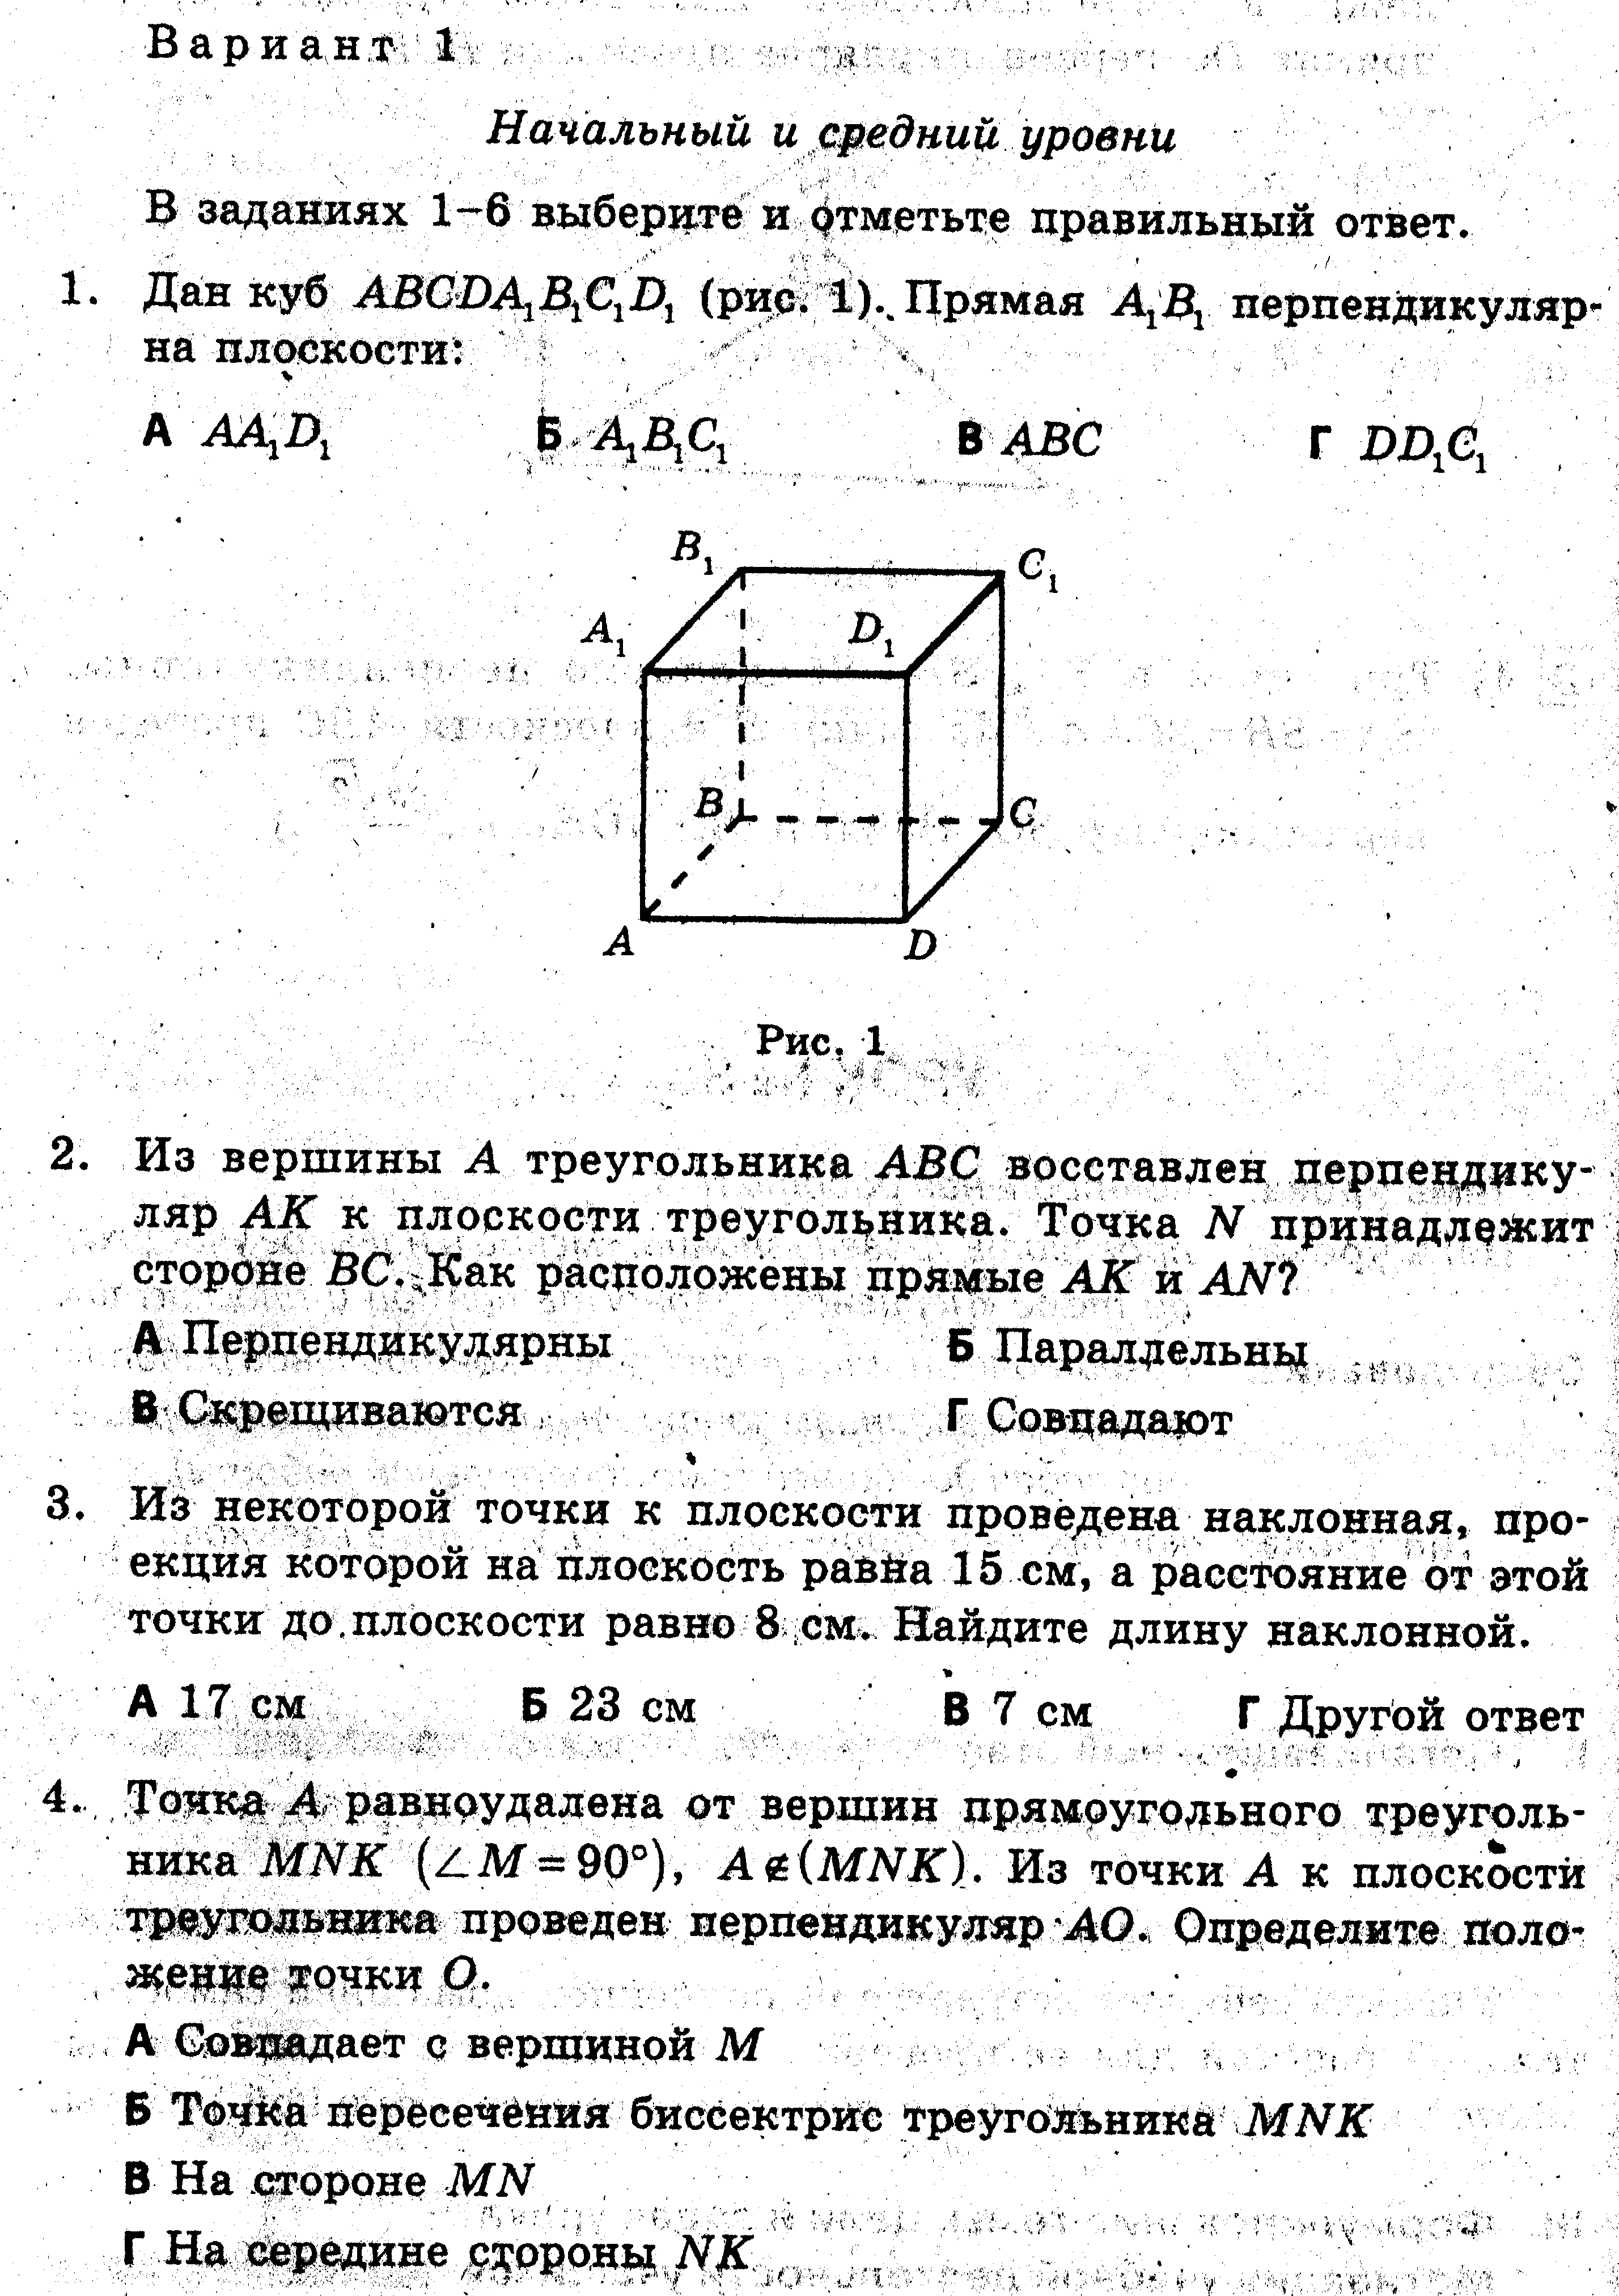 Вариант 1
Начальный и средний уровни
В заданиях 1–6 выберите и отметьте правильный ответ.
1. Дан куб ABCDA₁B₁C₁D₁ (рис. 1). Прямая A₁B₁ перпендикуляр-
на плоскости:
А AA₁D₁ Б A₁B₁C₁ В ABC Г DD₁C₁
B₁ C₁
A₁ D₁
B C
A D
Рис. 1
2. Из вершины A треугольника ABC восставлен перпендику-
ляр AK к плоскости треугольника. Точка N принадлежит
стороне BC. Как расположены прямые AK и AN?
А Перпендикулярны Б Параллельны
В Скрещиваются Г Совпадают
3. Из некоторой точки к плоскости проведена наклонная, про-
екция которой на плоскость равна 15 см, а расстояние от этой
точки до плоскости равно 8 см. Найдите длину наклонной.
А 17 см Б 23 см В 7 см Г Другой ответ
4. Точка A равноудалена от вершин прямоугольного треуголь-
ника MNK (∠M = 90°), A∉(MNK). Из точки A к плоскости
треугольника проведен перпендикуляр AO. Определите поло-
жение точки O.
А Совпадает с вершиной M
Б Точка пересечения биссектрис треугольника MNK
В На стороне MN
Г На середине стороны NK